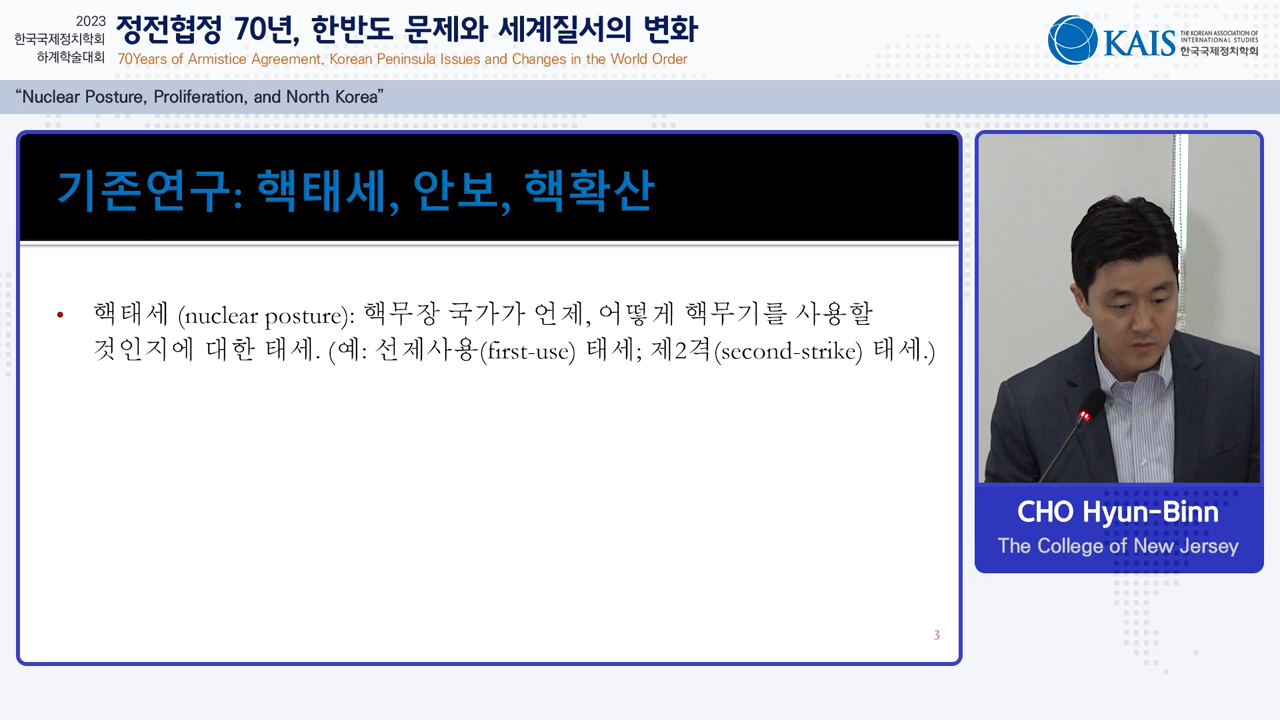 2023
한국국제정치학회
하계학술대회
정전협정 70년, 한반도 문제와 세계질서의 변화
70Years of Armistice Agreement, Korean Peninsula Issues and Changes in the World Order
KAIS
THE KOREAN ASSOCIATION OF
INTERNATIONAL STUDIES
한국국제정치학회
“Nuclear Posture, Proliferation, and North Korea”
기존연구: 핵태세, 안보, 핵확산
• 핵태세 (nuclear posture): 핵무장 국가가 언제, 어떻게 핵무기를 사용할
것인지에 대한 태세. (예: 선제사용(first-use) 태세; 제2격(second-strike) 태세.)
3
CHO Hyun-Binn
The College of New Jersey